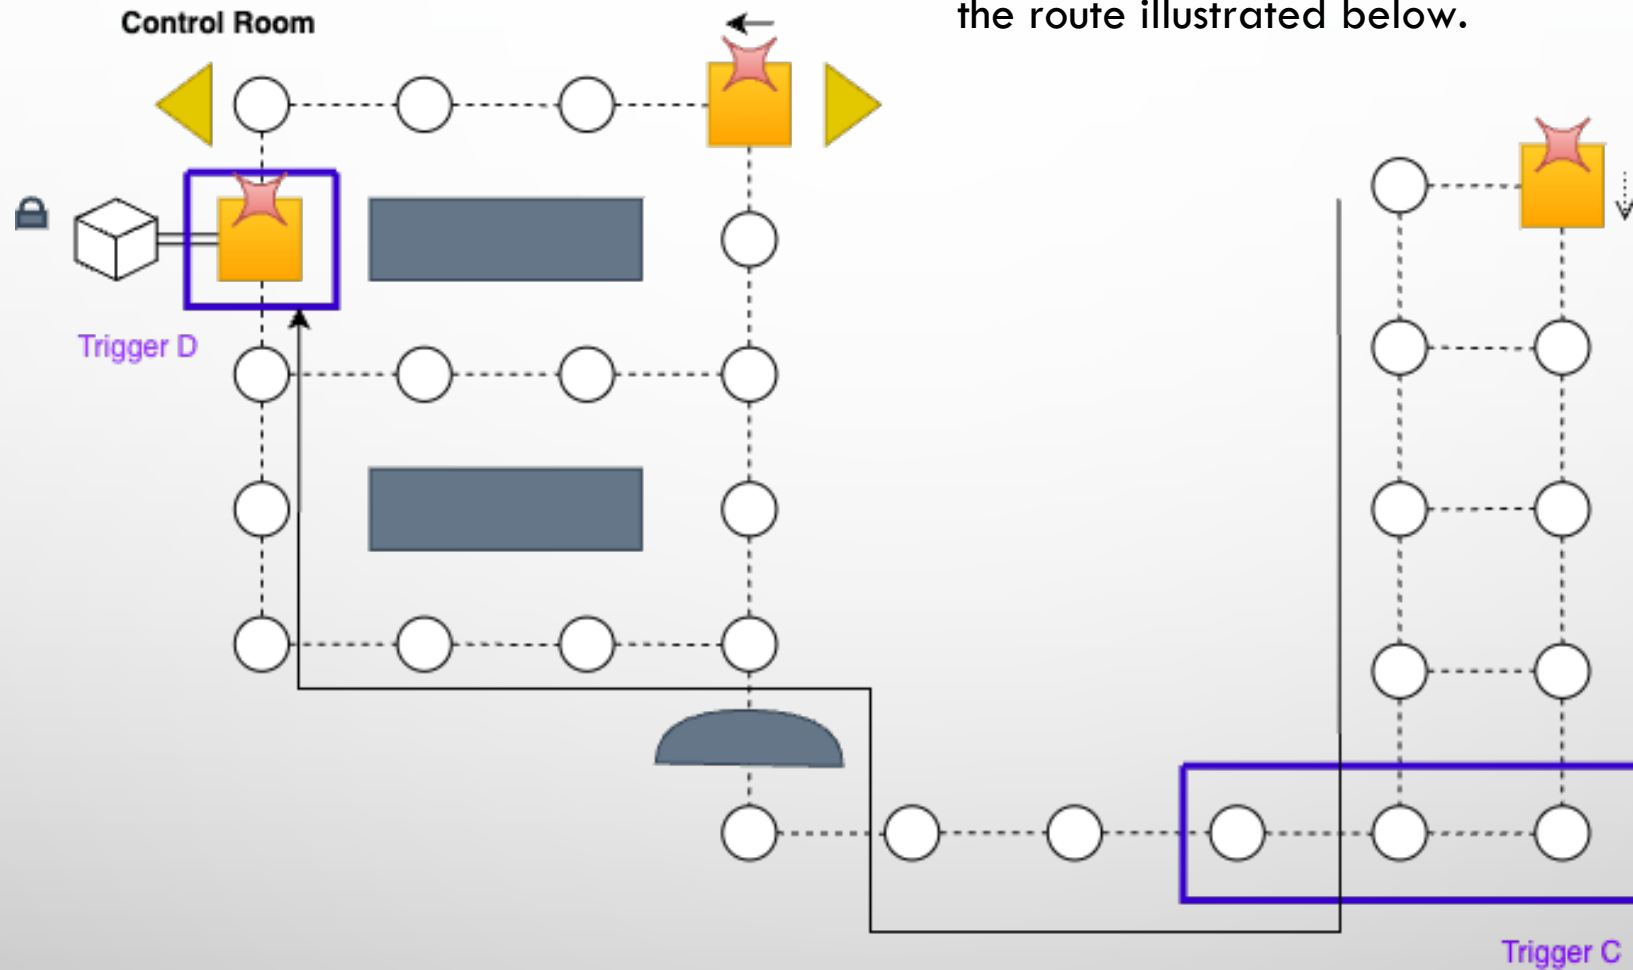 Control Room
the route illustrated below.
Trigger D
Trigger C